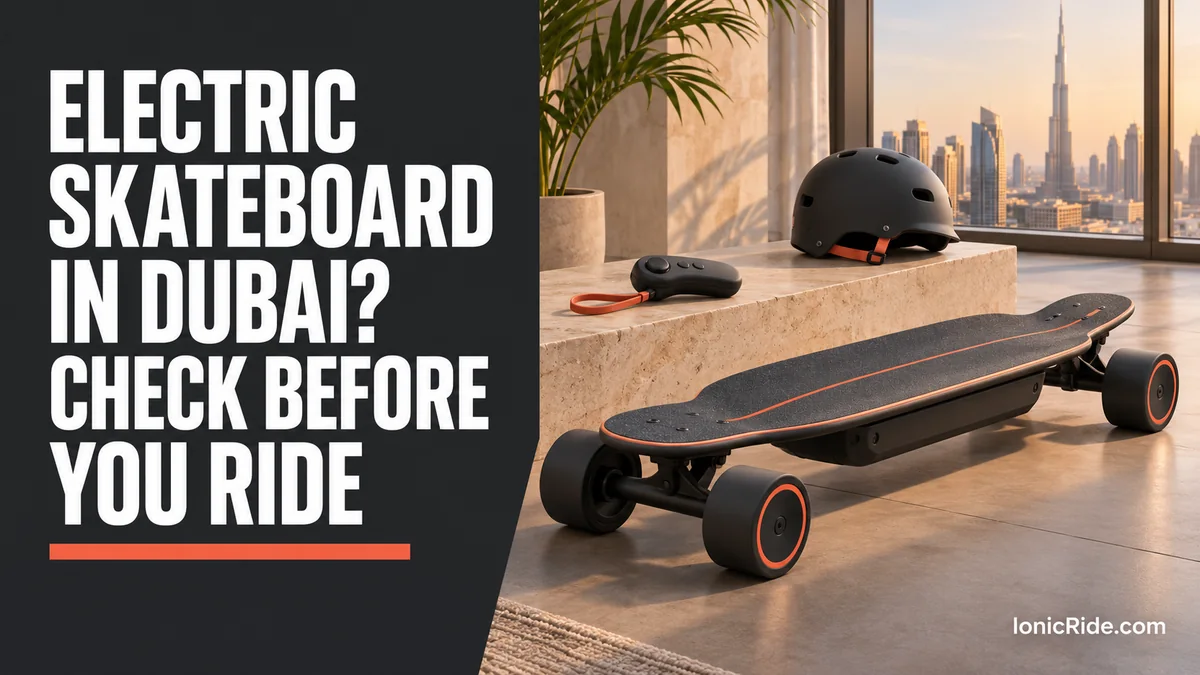 ELECTRIC
SKATEBOARD
IN DUBAI?
CHECK BEFORE
YOU RIDE
IonicRide.com